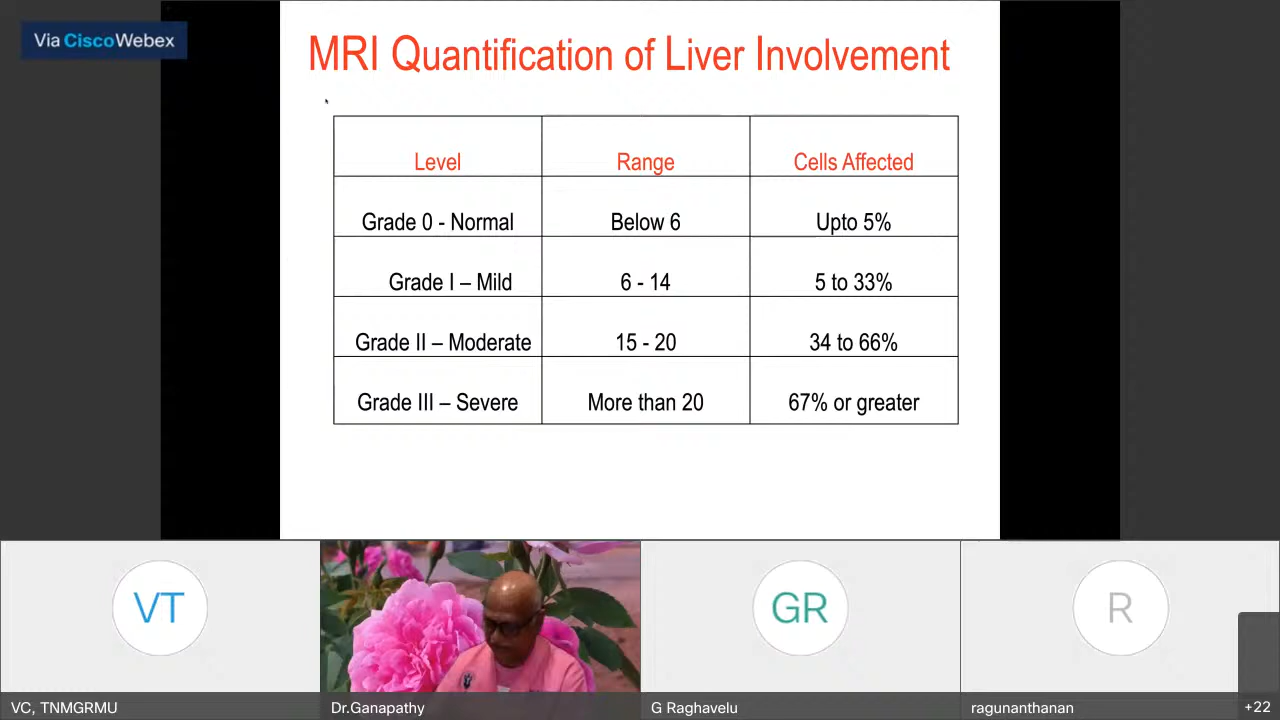 Via CiscoWebex
MRI Quantification of Liver Involvement
Level Range Cells Affected
Grade 0 - Normal Below 6 Upto 5%
Grade I – Mild 6 - 14 5 to 33%
Grade II – Moderate 15 - 20 34 to 66%
Grade III – Severe More than 20 67% or greater
VT GR R
VC, TNMGRMU Dr.Ganapathy G Raghavelu ragunanthanan +22